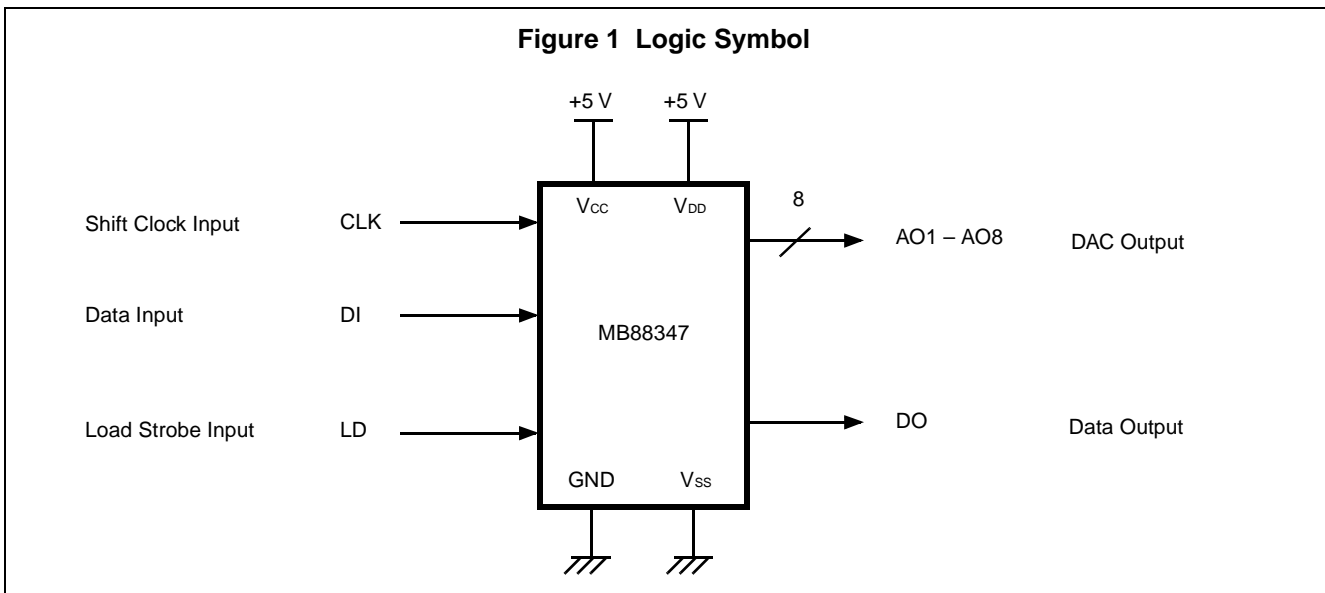 Figure 1 Logic Symbol
+5 V +5 V
VCC VDD
8
Shift Clock Input CLK
AO1 – AO8 DAC Output
Data Input DI
MB88347
Load Strobe Input LD
DO Data Output
GND VSS